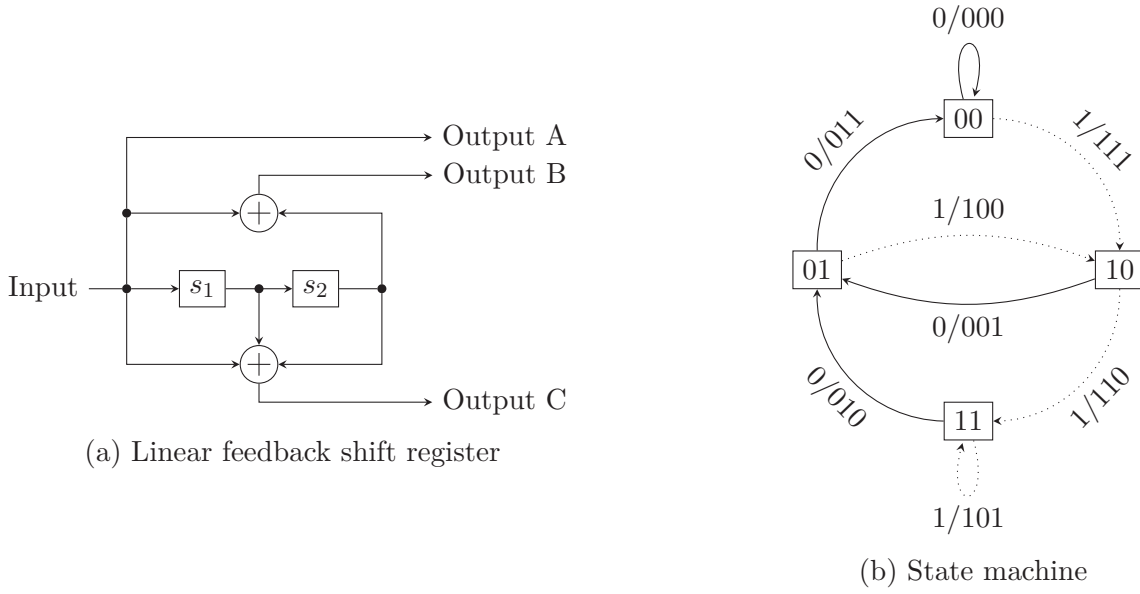 Output A
Output B
Input
s₁
s₂
Output C
(a) Linear feedback shift register
0/000
00
0/011
1/111
1/100
01
10
0/001
0/010
1/110
11
1/101
(b) State machine